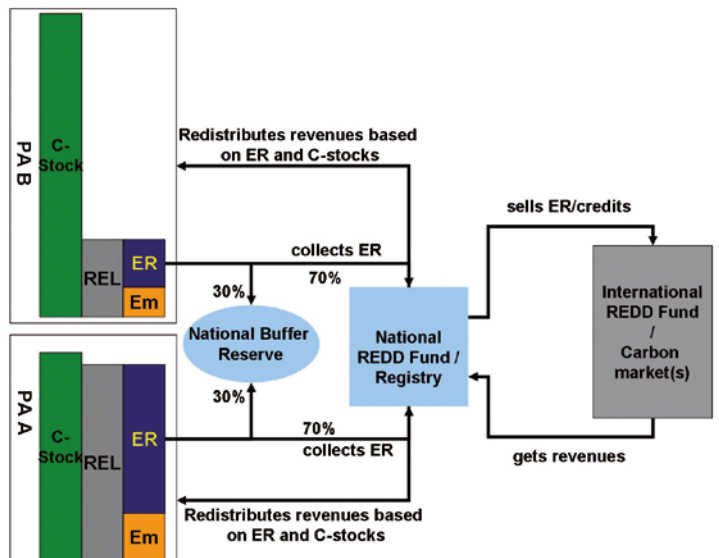 PA B
C-
Stock
REL
ER
Em
Redistributes revenues based
on ER and C-stocks
collects ER
30%
70%
National Buffer
Reserve
National
REDD Fund /
Registry
sells ER/credits
International
REDD Fund
/
Carbon
market(s)
gets revenues
PA A
C-
Stock
REL
ER
Em
30%
70%
collects ER
Redistributes revenues based
on ER and C-stocks